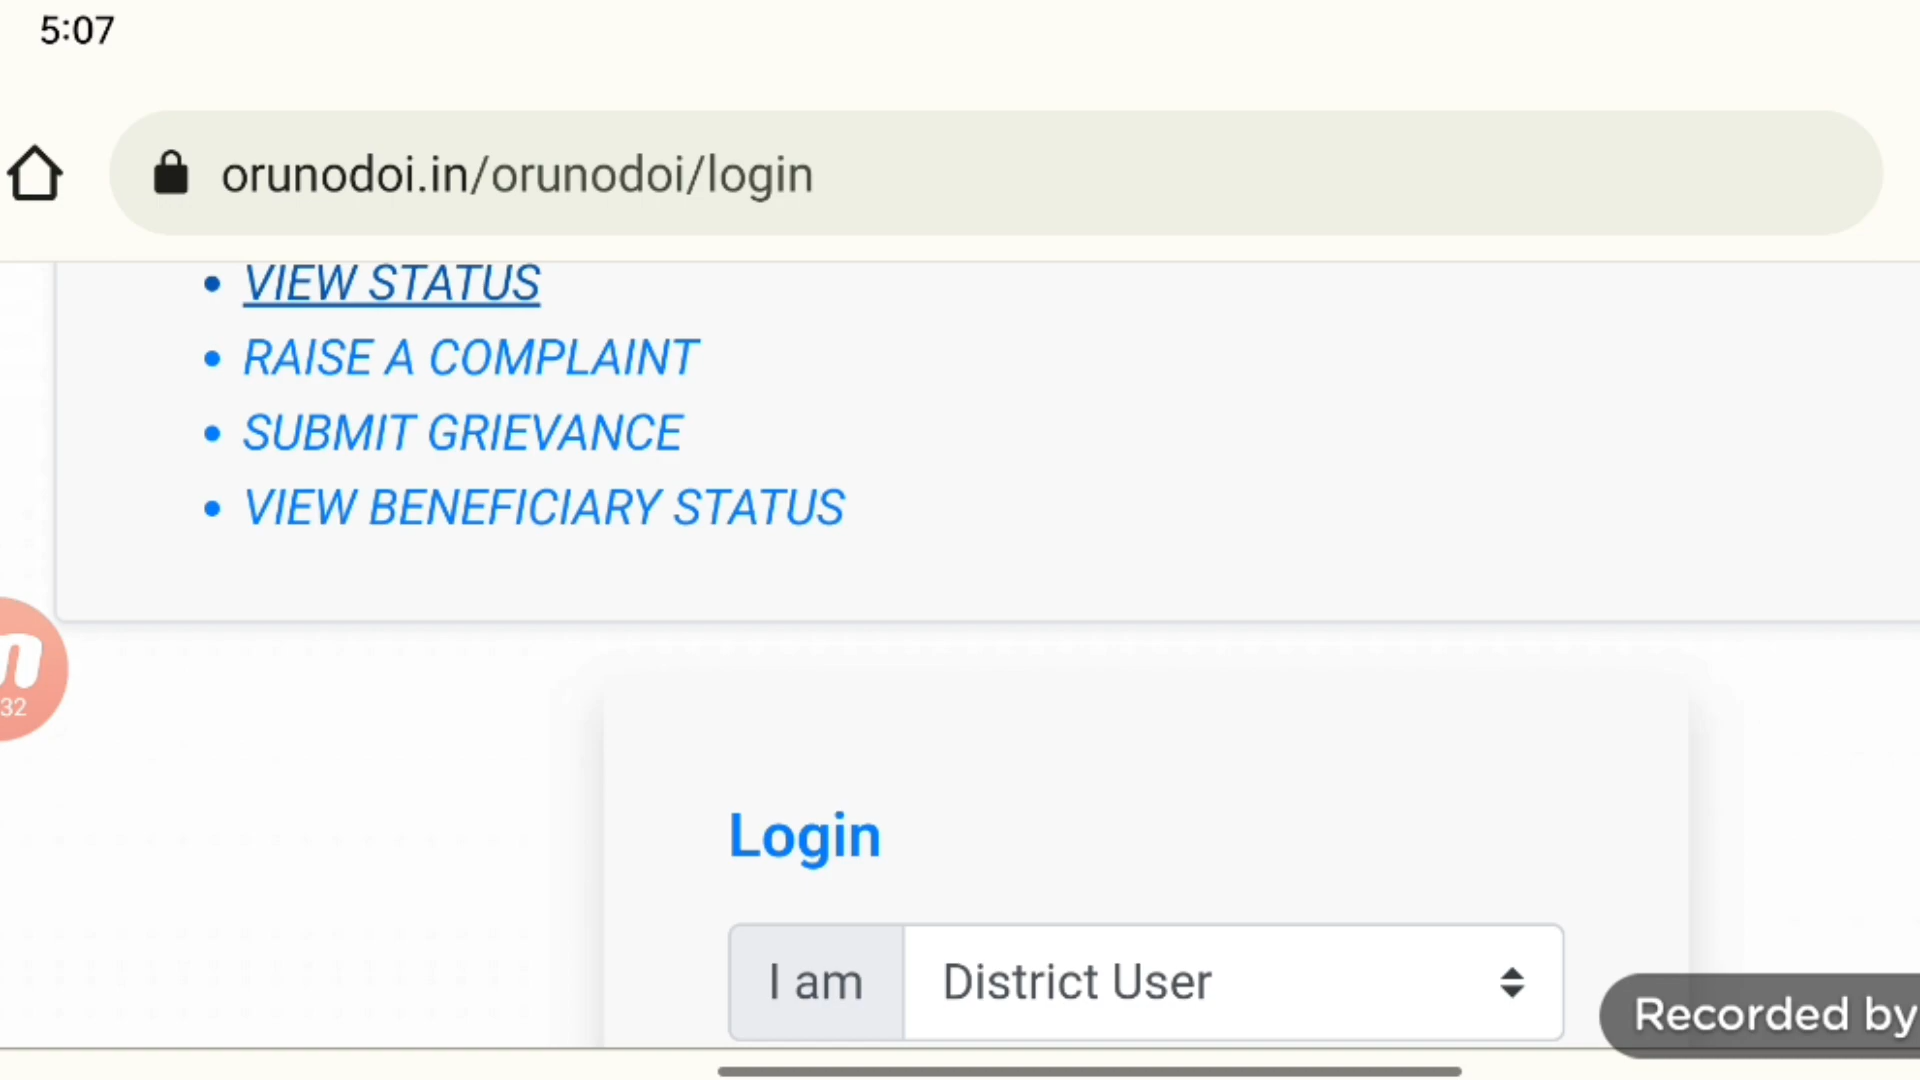 5:07
orunodoi.in/orunodoi/login
VIEW STATUS
RAISE A COMPLAINT
SUBMIT GRIEVANCE
VIEW BENEFICIARY STATUS
32
Login
I am
District User
Recorded by